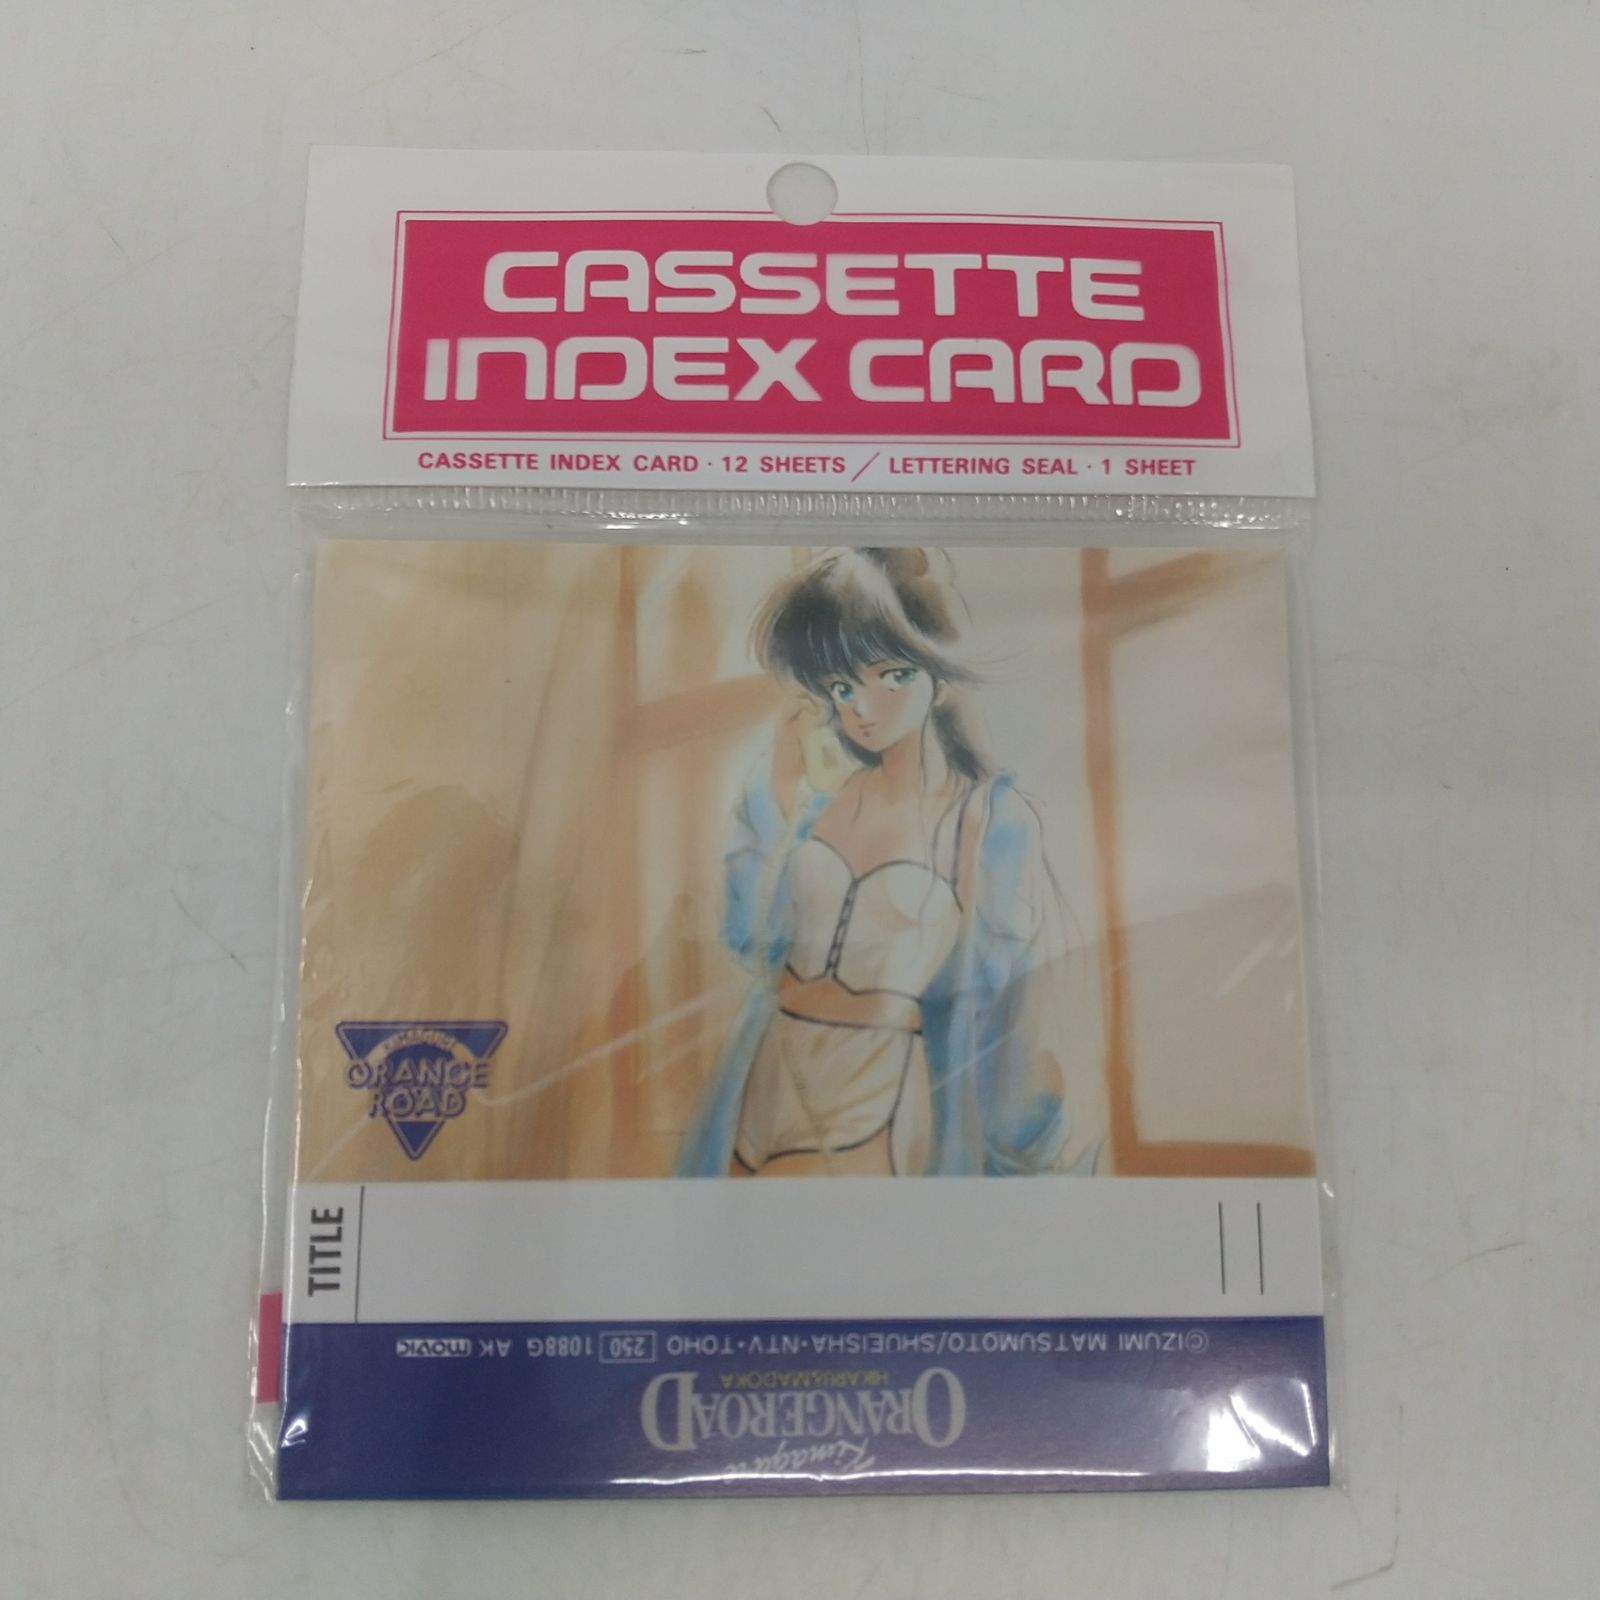 CASSETTE
INDEX CARD
CASSETTE INDEX CARD · 12 SHEETS / LETTERING SEAL · 1 SHEET
ORANGE
ROAD
TITLE
©IZUMI MATSUMOTO/SHUEISHA・NTV・TOHO 250 1088G AK movic
HIKARU&MADOKA
ORANGEROAD
Kimagure